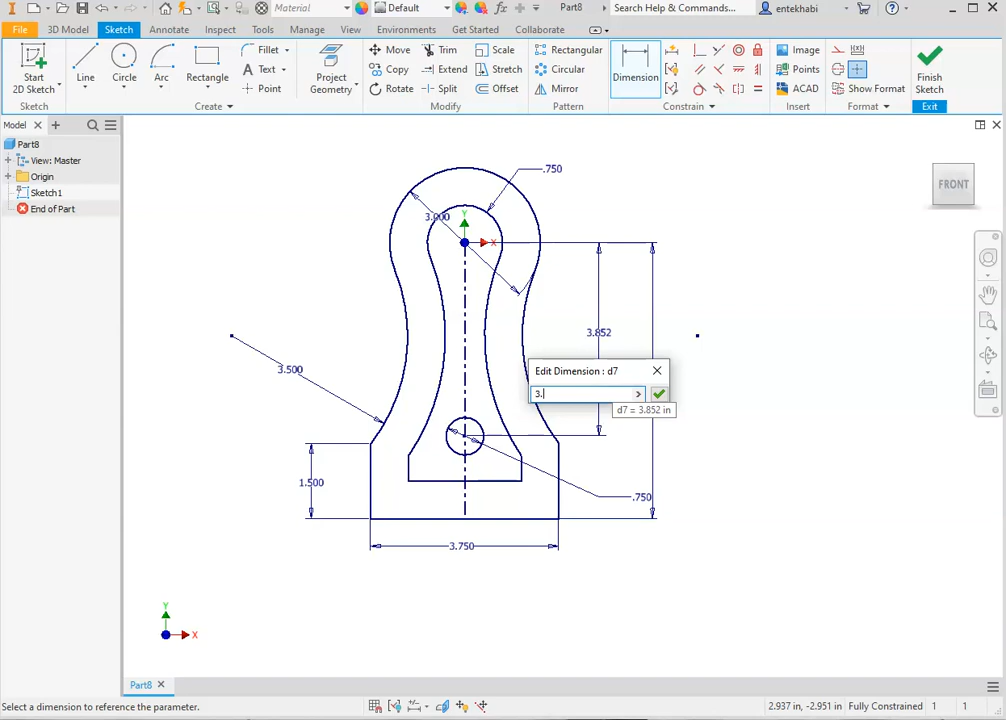 Material Default fx Part8 Search Help & Commands... entekhabi ?
File 3D Model Sketch Annotate Inspect Tools Manage View Environments Get Started Collaborate
Start 2D Sketch Line Circle Arc Rectangle Fillet Text Point Project Geometry Move Copy Rotate Trim Extend Split Scale Stretch Offset Rectangular Circular Mirror Dimension Image Points ACAD Show Format Finish Sketch
Sketch Create Modify Pattern Constrain Insert Format Exit
Model
Part8
View: Master
Origin
Sketch1
End of Part
FRONT
.750
3.000
Y
X
3.852
3.500
Edit Dimension : d7
3.
d7 = 3.852 in
1.500
.750
3.750
Y
X
Part8
Select a dimension to reference the parameter.
2.937 in, -2.951 in Fully Constrained 1 1